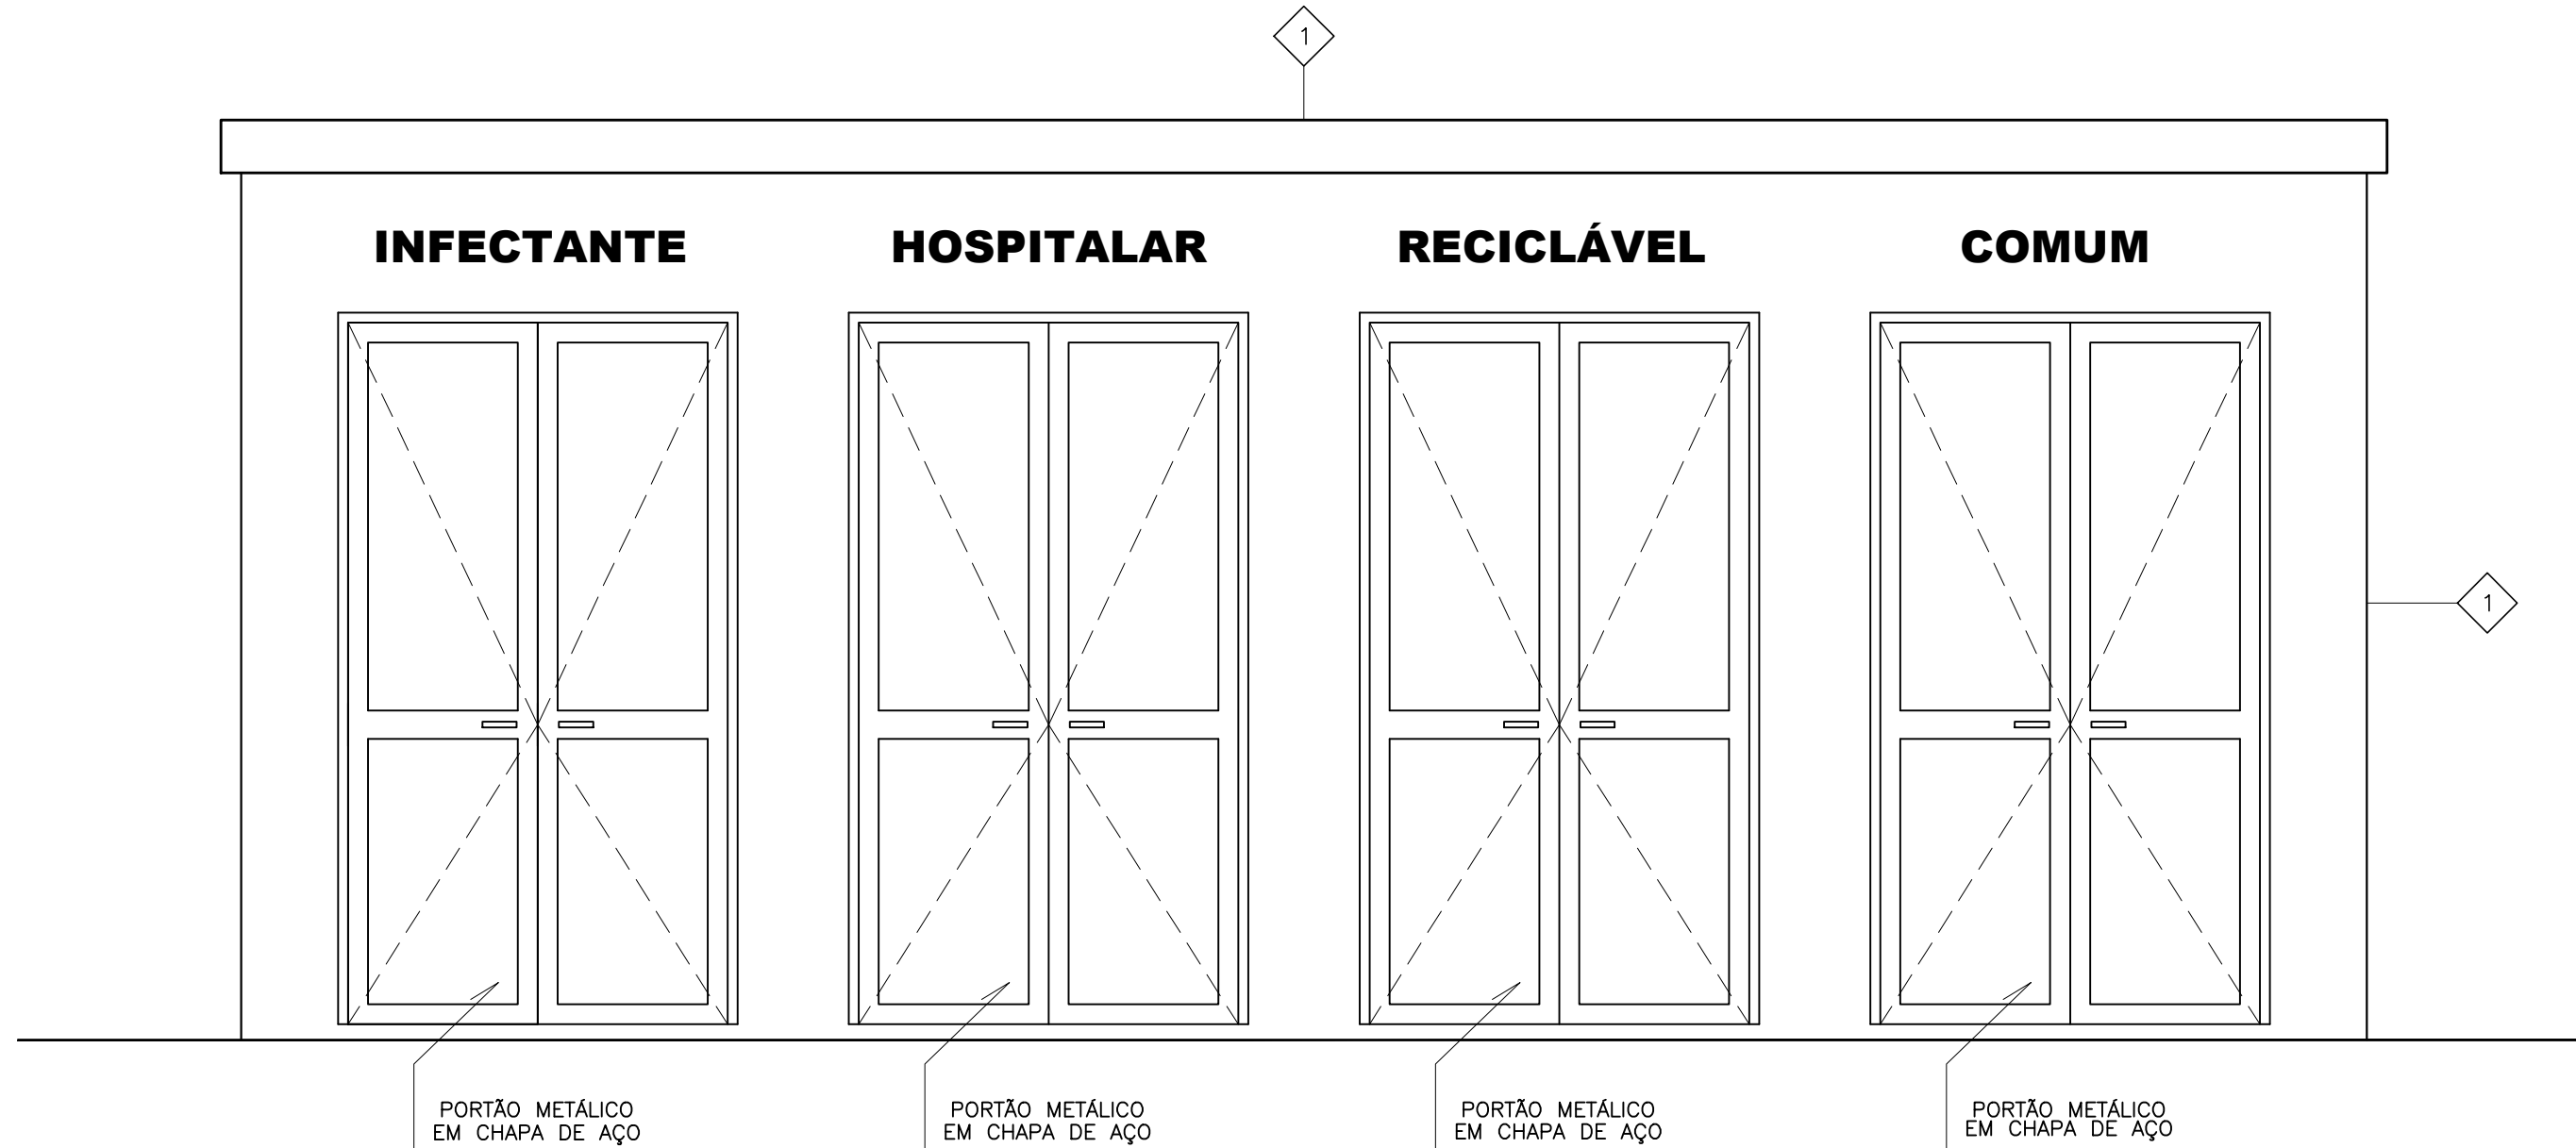 1
INFECTANTE
HOSPITALAR
RECICLÁVEL
COMUM
1
PORTÃO METÁLICO
EM CHAPA DE AÇO
PORTÃO METÁLICO
EM CHAPA DE AÇO
PORTÃO METÁLICO
EM CHAPA DE AÇO
PORTÃO METÁLICO
EM CHAPA DE AÇO